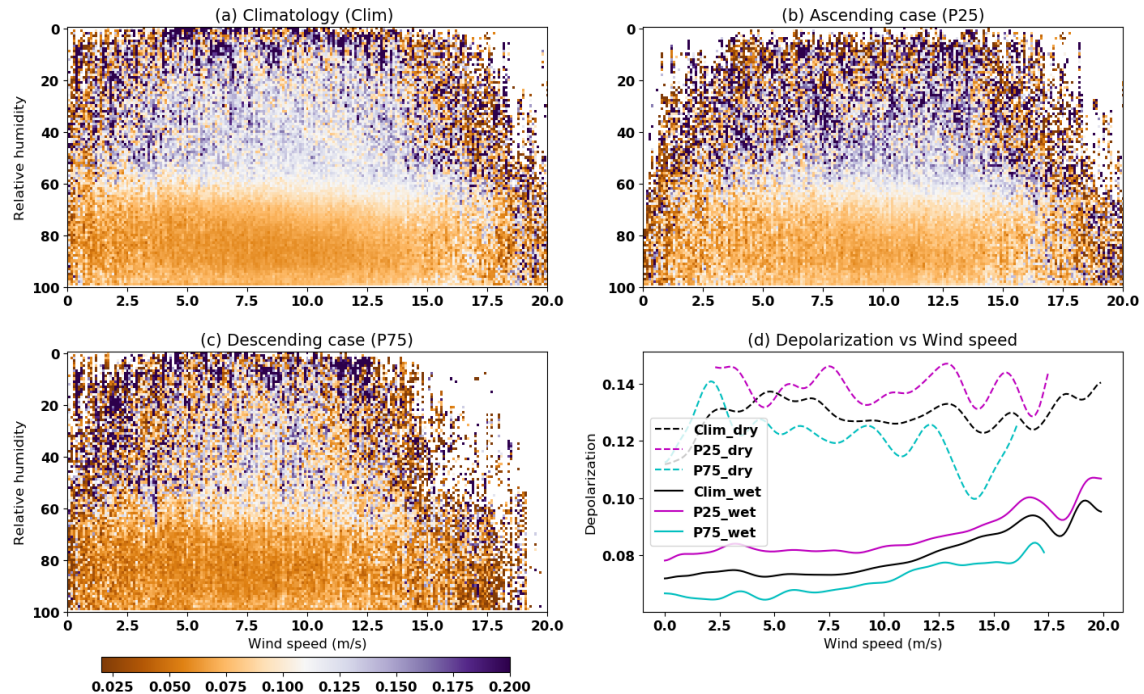 (a) Climatology (Clim)
0
20
40
60
80
100
Relative humidity
0 2.5 5.0 7.5 10.0 12.5 15.0 17.5 20.0
(b) Ascending case (P25)
0
20
40
60
80
100
0 2.5 5.0 7.5 10.0 12.5 15.0 17.5 20.0
(c) Descending case (P75)
0
20
40
60
80
100
Relative humidity
0 2.5 5.0 7.5 10.0 12.5 15.0 17.5 20.0
Wind speed (m/s)
0.025 0.050 0.075 0.100 0.125 0.150 0.175 0.200
(d) Depolarization vs Wind speed
0.14
0.12
0.10
0.08
Depolarization
Clim_dry
P25_dry
P75_dry
Clim_wet
P25_wet
P75_wet
0.0 2.5 5.0 7.5 10.0 12.5 15.0 17.5 20.0
Wind speed (m/s)